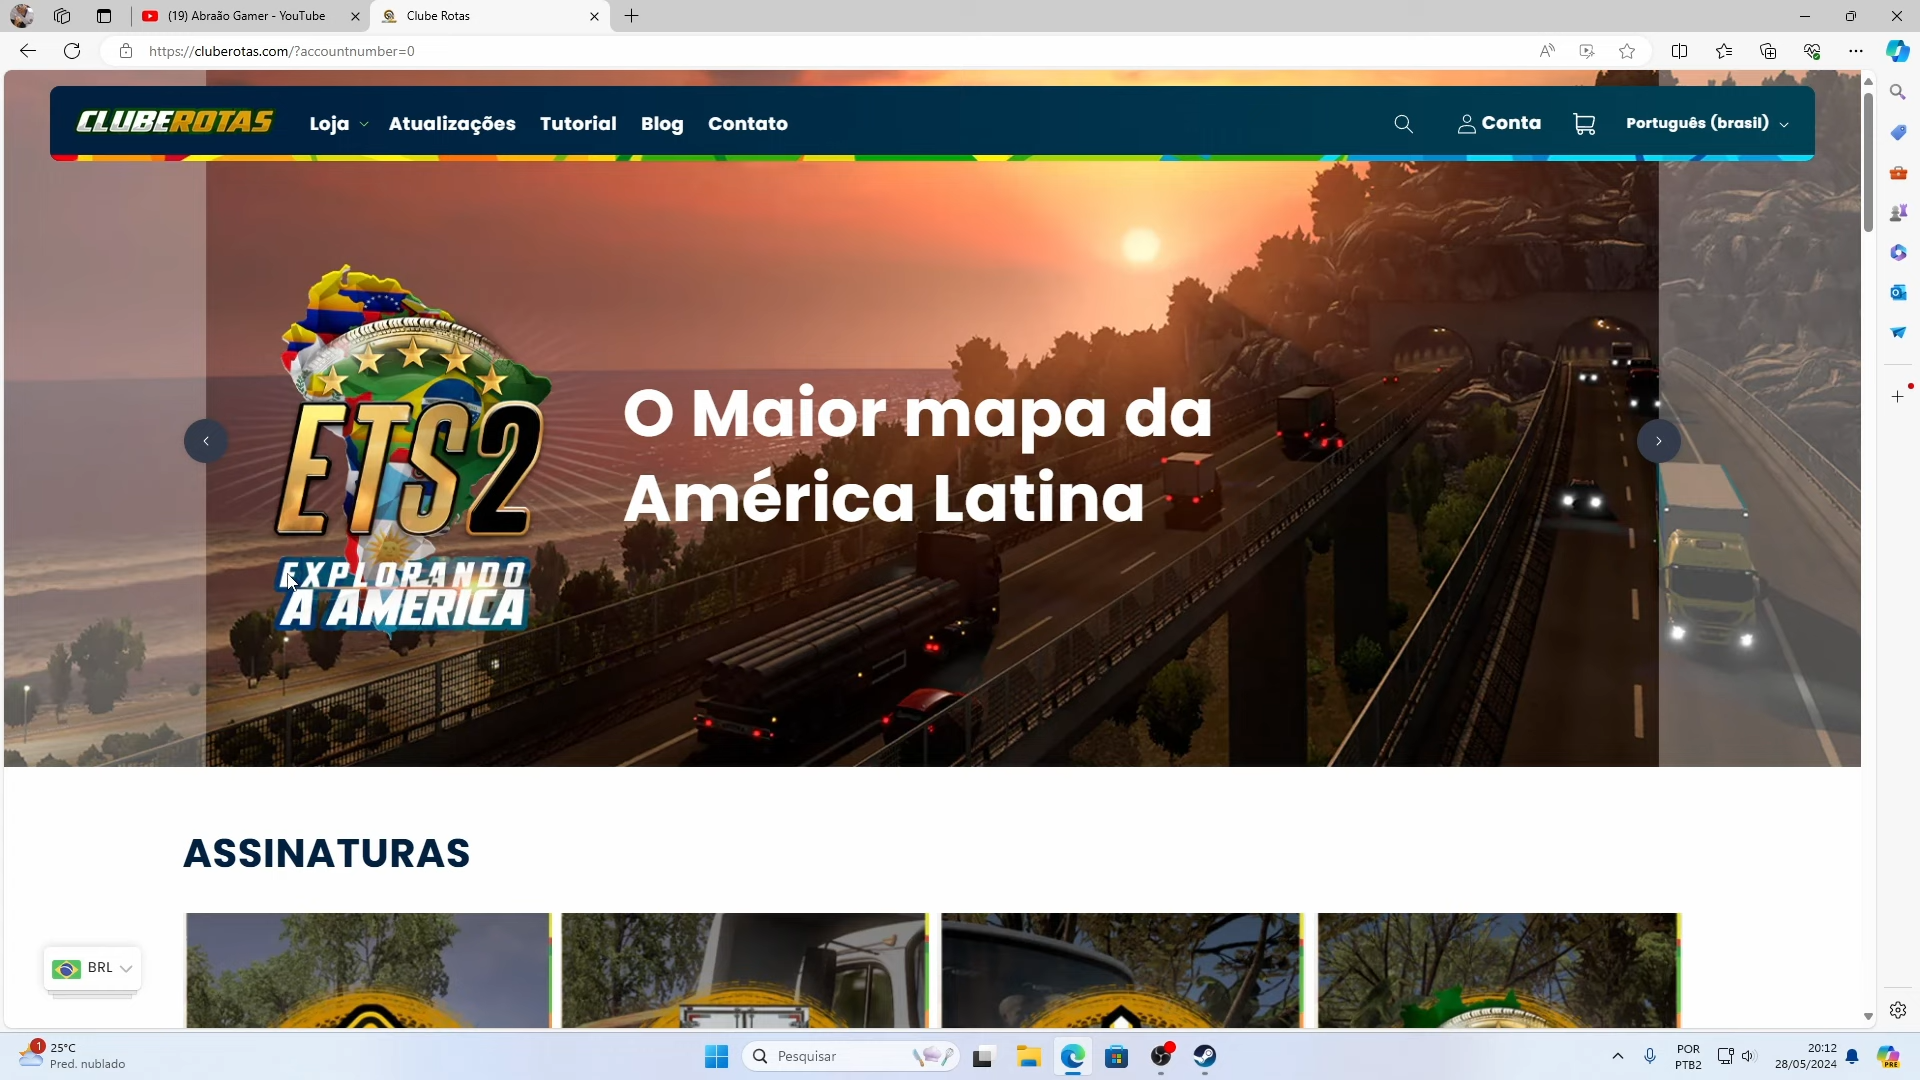 (19) Abraão Gamer - YouTube
Clube Rotas
https://cluberotas.com/?accountnumber=0
CLUBEROTAS
Loja
Atualizações
Tutorial
Blog
Contato
Conta
Português (brasil)
ETS2
EXPLORANDO
A AMERICA
O Maior mapa da
América Latina
ASSINATURAS
BRL
1
25°C
Pred. nublado
Pesquisar
POR
PTB2
20:12
28/05/2024
PRE